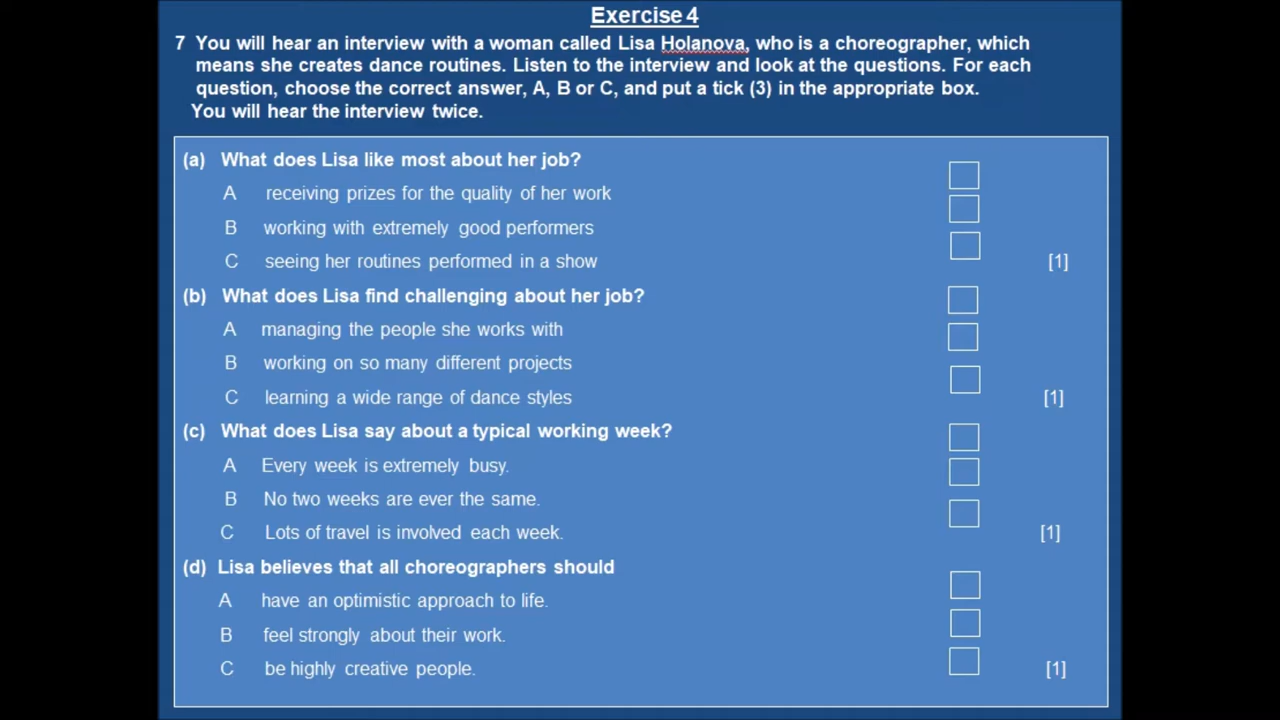 Exercise 4
7 You will hear an interview with a woman called Lisa Holanova, who is a choreographer, which
means she creates dance routines. Listen to the interview and look at the questions. For each
question, choose the correct answer, A, B or C, and put a tick (3) in the appropriate box.
You will hear the interview twice.
(a) What does Lisa like most about her job?
A receiving prizes for the quality of her work
B working with extremely good performers
C seeing her routines performed in a show [1]
(b) What does Lisa find challenging about her job?
A managing the people she works with
B working on so many different projects
C learning a wide range of dance styles [1]
(c) What does Lisa say about a typical working week?
A Every week is extremely busy.
B No two weeks are ever the same.
C Lots of travel is involved each week. [1]
(d) Lisa believes that all choreographers should
A have an optimistic approach to life.
B feel strongly about their work.
C be highly creative people. [1]